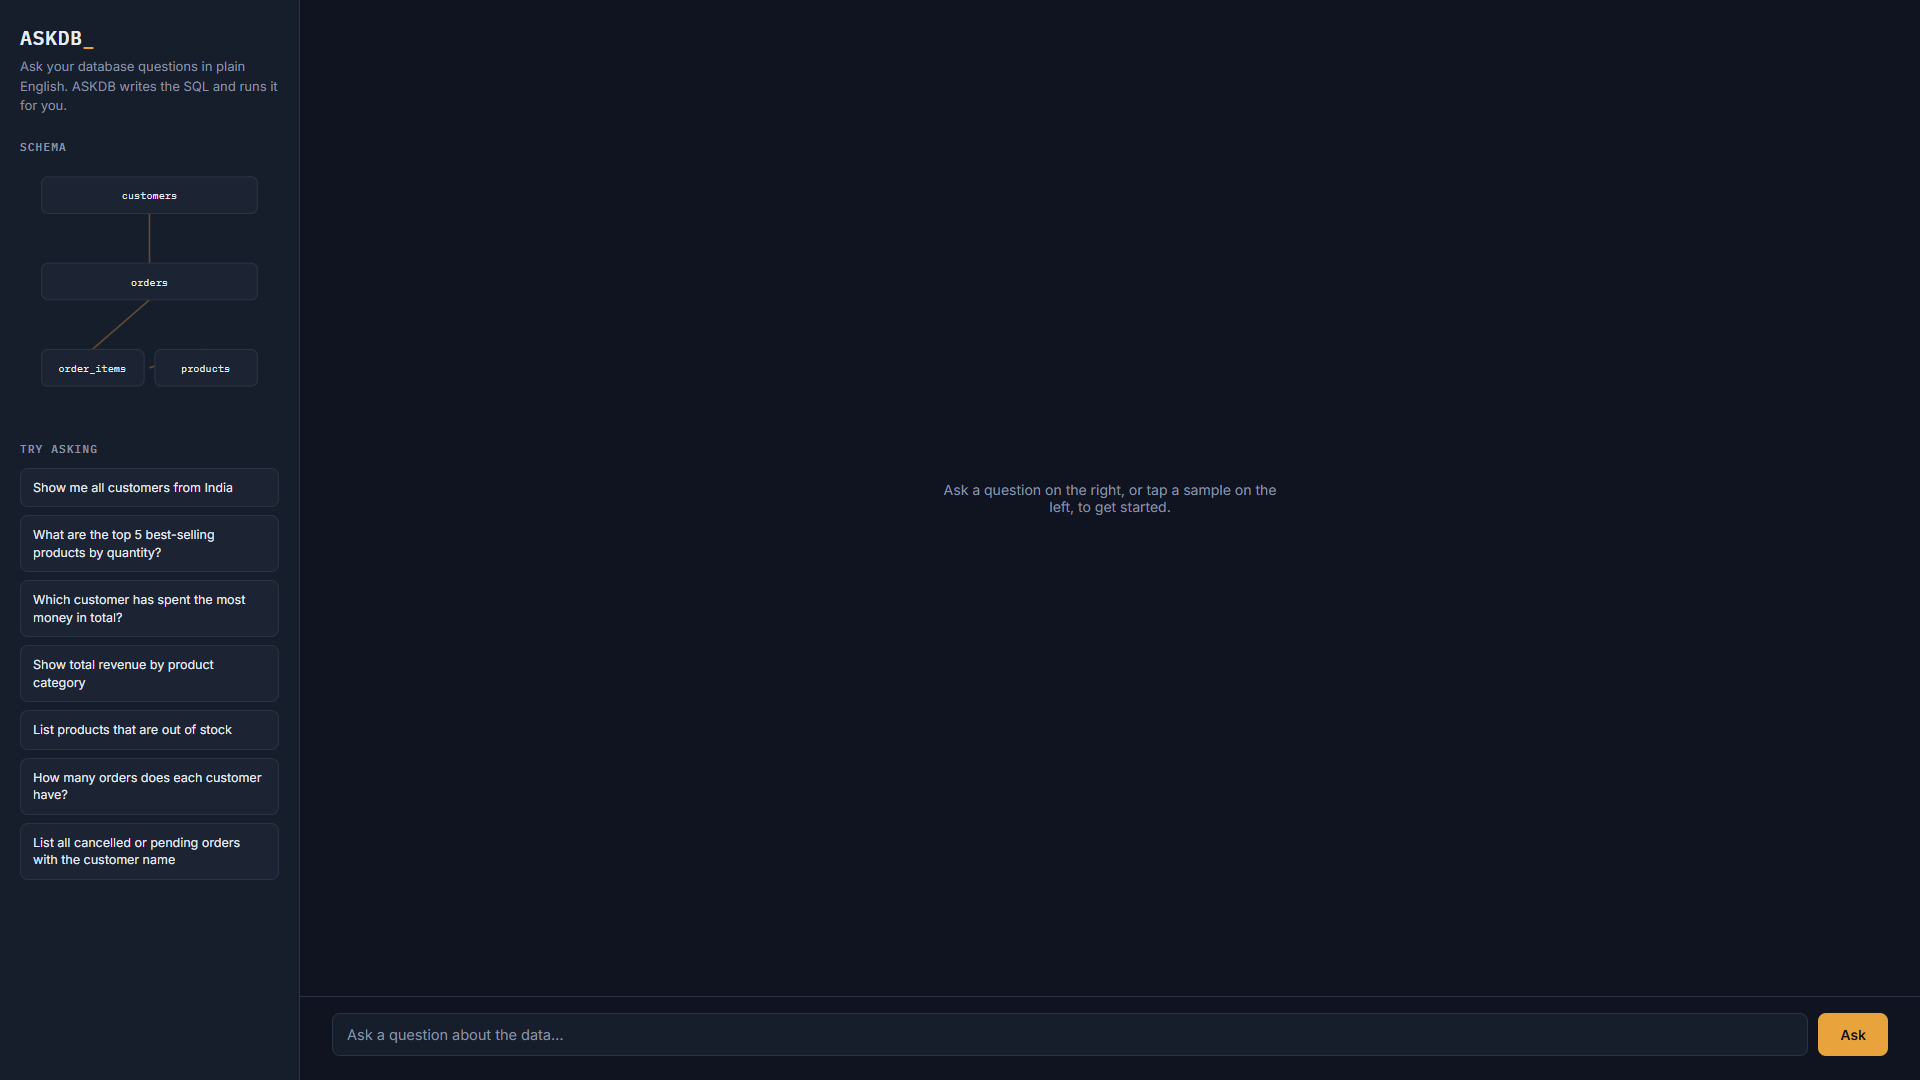 ASKDB_
Ask your database questions in plain
English. ASKDB writes the SQL and runs it
for you.
SCHEMA
customers
orders
order_items
products
TRY ASKING
Show me all customers from India
What are the top 5 best-selling
products by quantity?
Which customer has spent the most
money in total?
Show total revenue by product
category
List products that are out of stock
How many orders does each customer
have?
List all cancelled or pending orders
with the customer name
Ask a question on the right, or tap a sample on the
left, to get started.
Ask a question about the data...
Ask